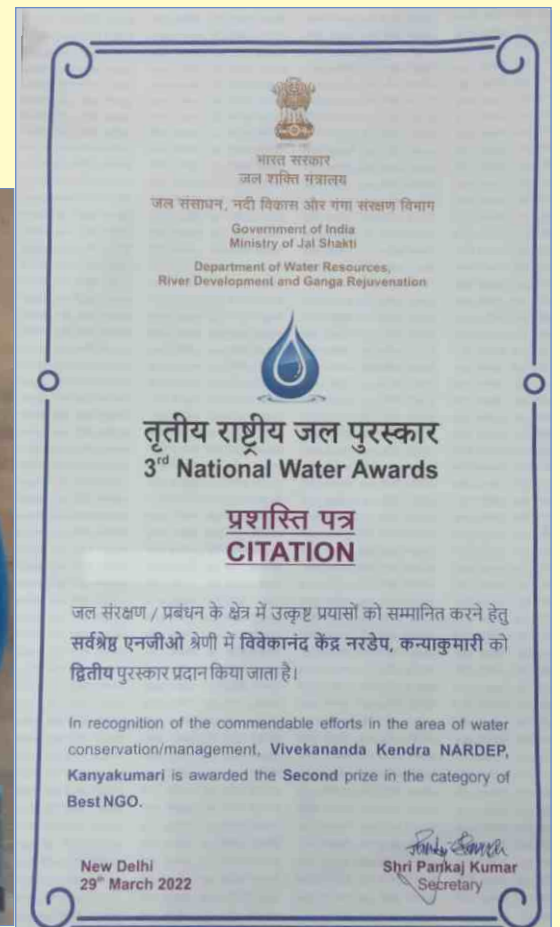 भारत सरकार
जल शक्ति मंत्रालय
जल संसाधन, नदी विकास और गंगा संरक्षण विभाग
Government of India
Ministry of Jal Shakti
Department of Water Resources,
River Development and Ganga Rejuvenation
तृतीय राष्ट्रीय जल पुरस्कार
3rd National Water Awards
प्रशस्ति पत्र
CITATION
जल संरक्षण / प्रबंधन के क्षेत्र में उत्कृष्ट प्रयासों को सम्मानित करने हेतु
सर्वश्रेष्ठ एनजीओ श्रेणी में विवेकानंद केंद्र नरडेप, कन्याकुमारी को
द्वितीय पुरस्कार प्रदान किया जाता है।
In recognition of the commendable efforts in the area of water
conservation/management, Vivekananda Kendra NARDEP,
Kanyakumari is awarded the Second prize in the category of
Best NGO.
New Delhi
29th March 2022
Shri Pankaj Kumar
Secretary